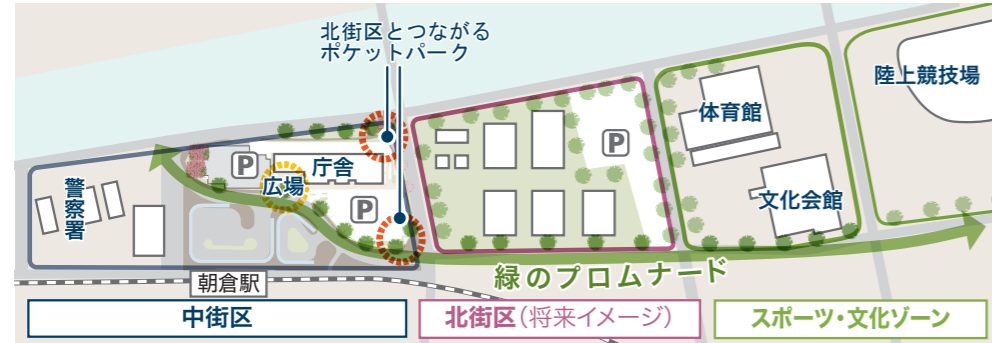 北街区とつながる
ポケットパーク
陸上競技場
体育館
P
P
庁舎
広場
P
警察署
文化会館
朝倉駅
緑のプロムナード
中街区
北街区(将来イメージ)
スポーツ・文化ゾーン